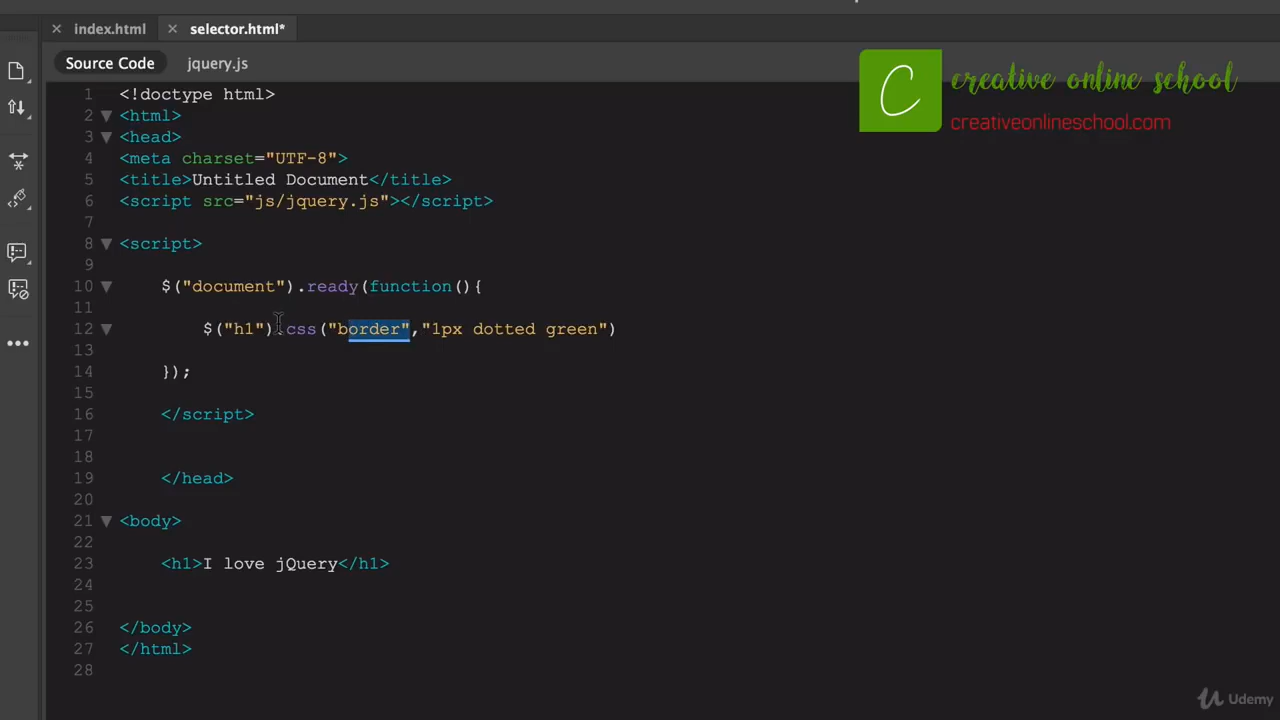 index.html
selector.html*
Source Code
jquery.js
C creative online school
creativeonlineschool.com
1 <!doctype html>
2 <html>
3 <head>
4 <meta charset="UTF-8">
5 <title>Untitled Document</title>
6 <script src="js/jquery.js"></script>
7
8 <script>
9
10 $("document").ready(function(){
11
12 $("h1").css("border","1px dotted green")
13
14 });
15
16 </script>
17
18
19 </head>
20
21 <body>
22
23 <h1>I love jQuery</h1>
24
25
26 </body>
27 </html>
28
Udemy